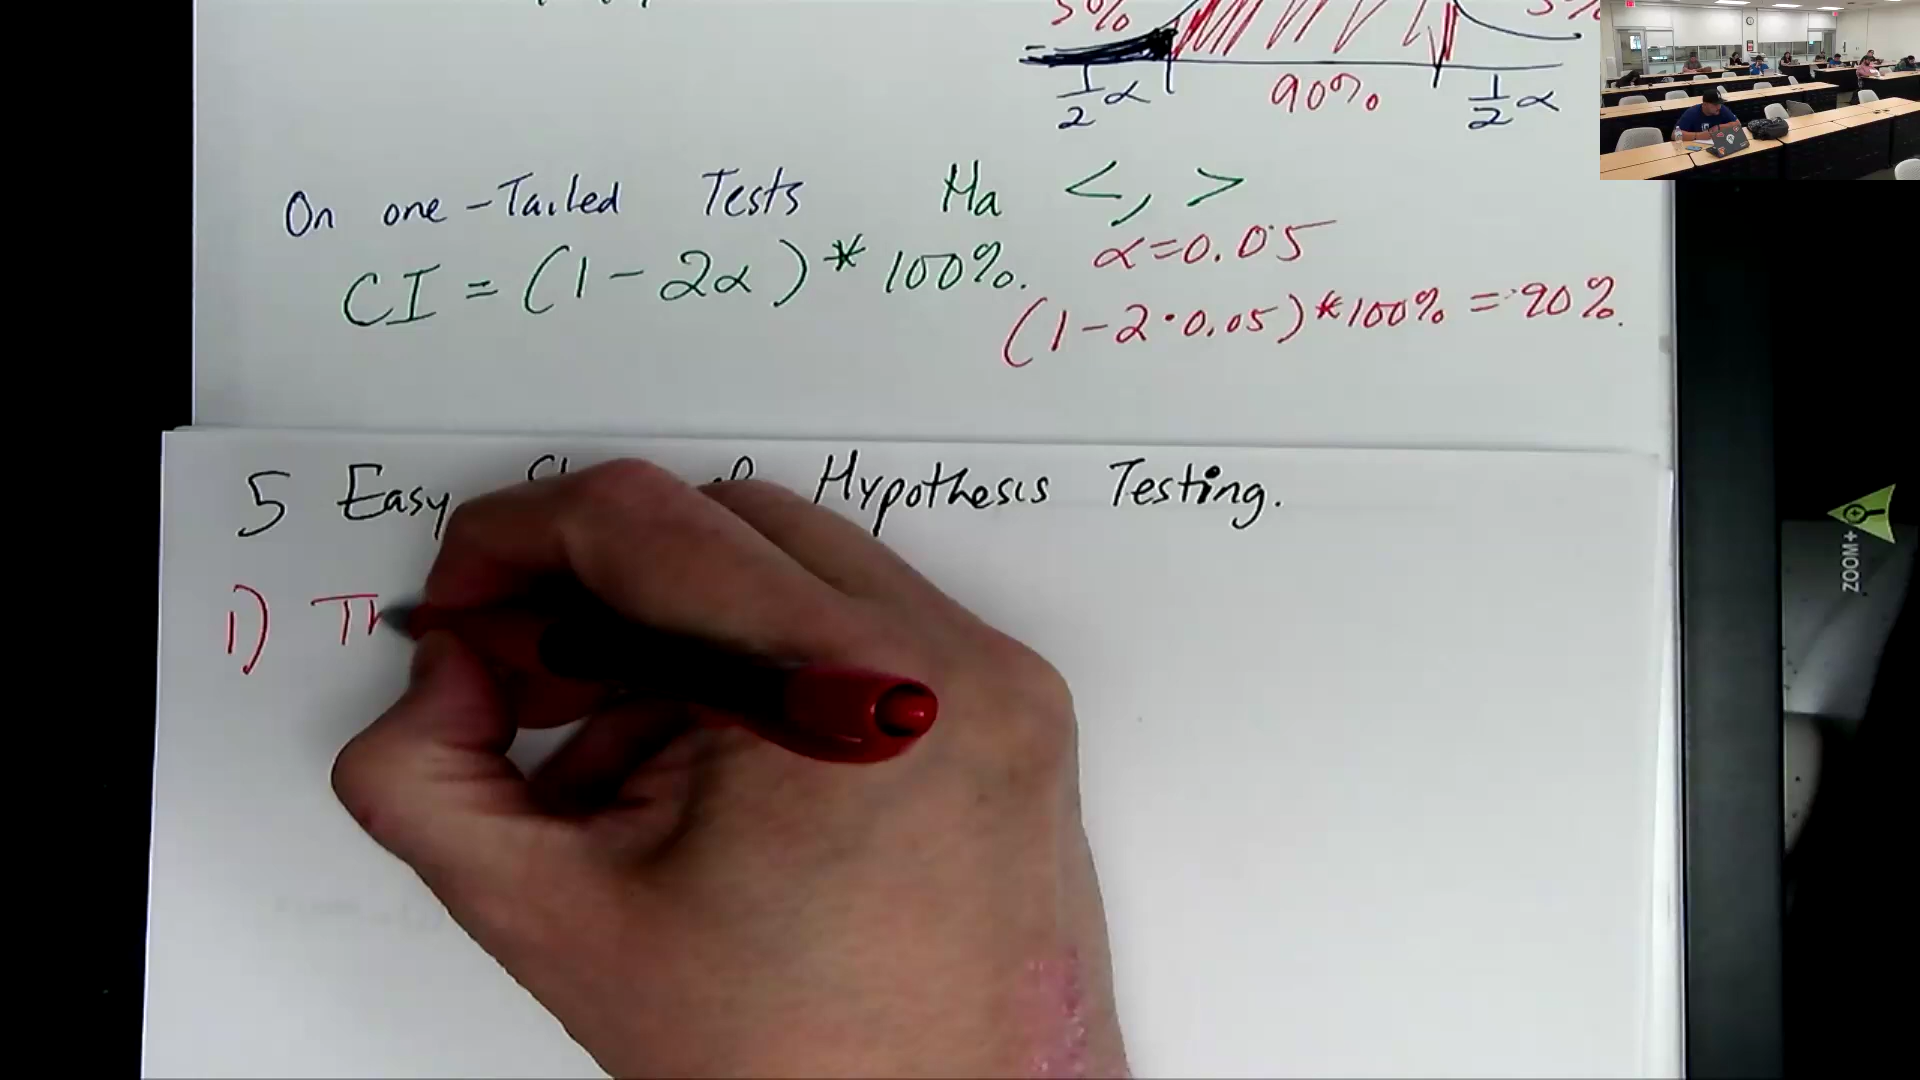 5% 5%
1/2 α 90% 1/2 α
On one-Tailed Tests Ha <, >
α=0.05
CI = (1-2α)*100%.
(1-2·0.05)*100% = 90%.
5 Easy Hypothesis Testing.
1) Th
ZOOM+